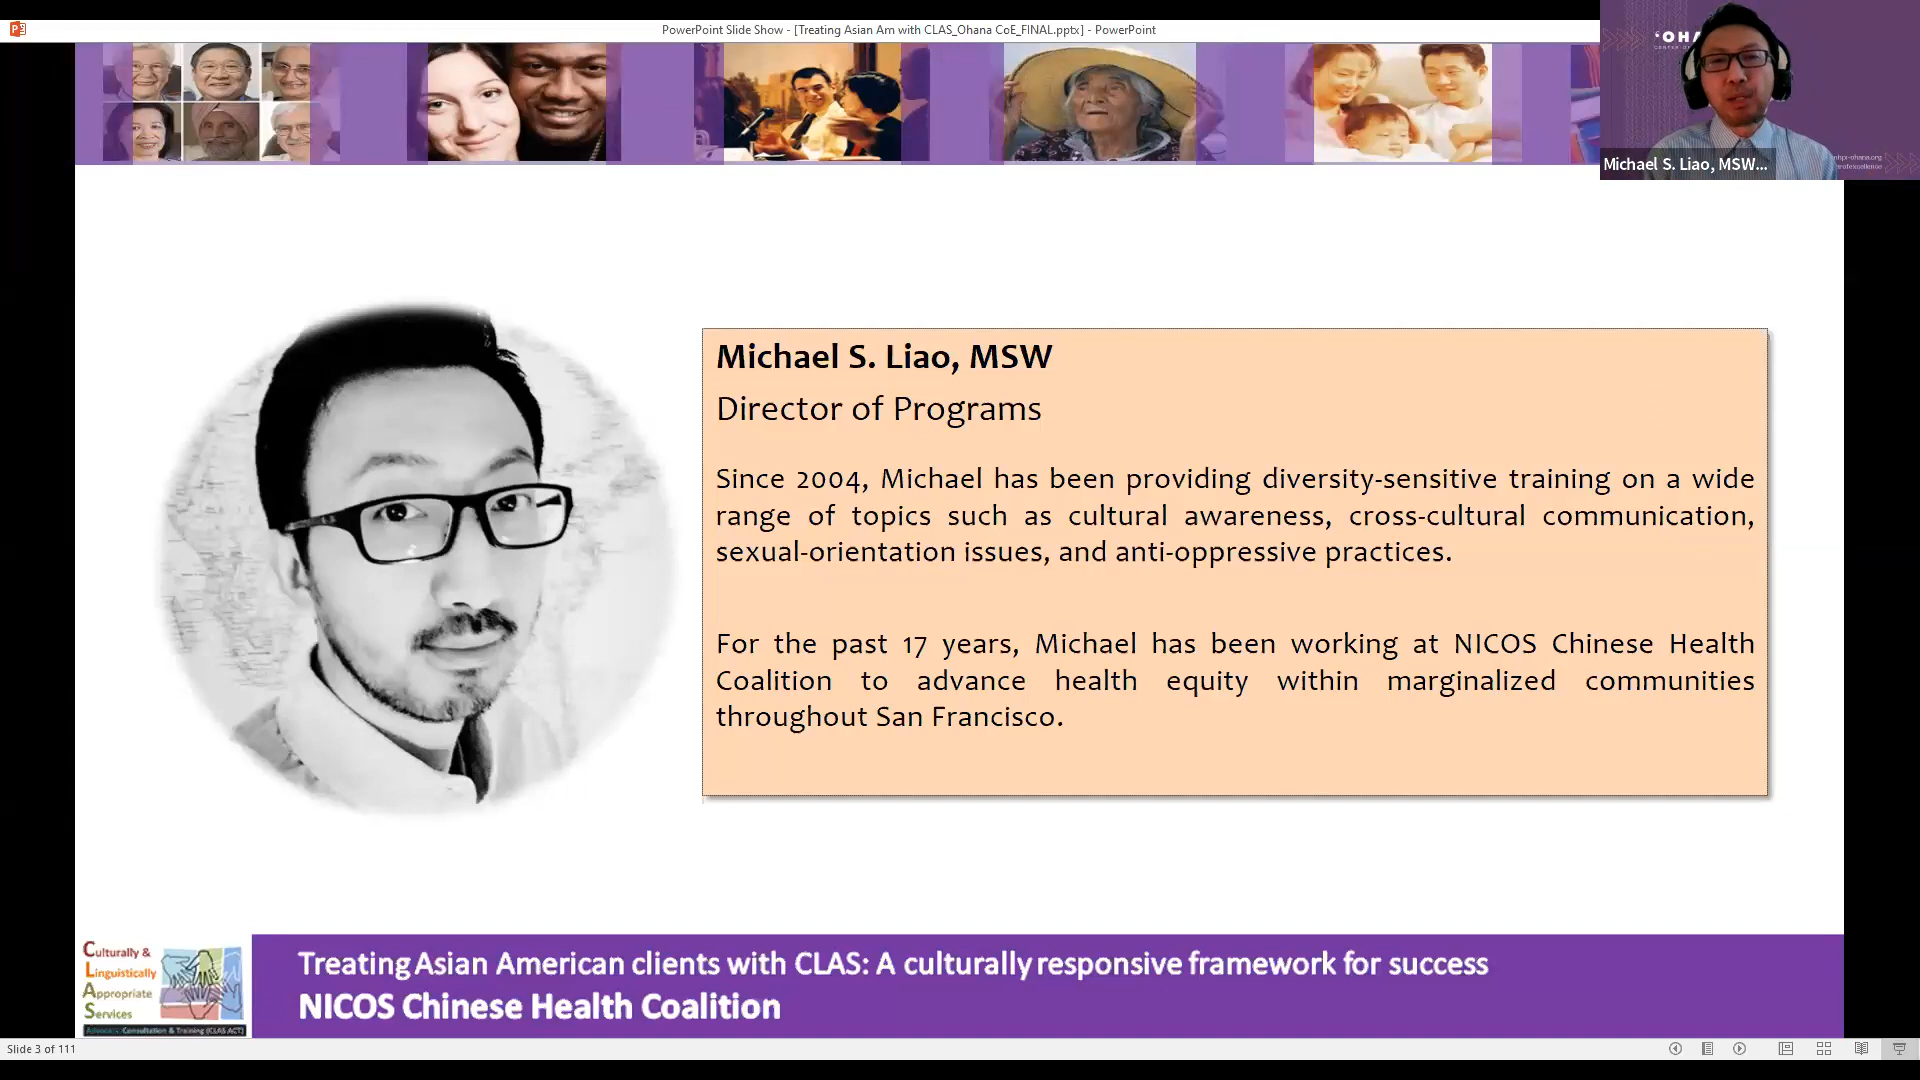 PowerPoint Slide Show - [Treating Asian Am with CLAS_Ohana CoE_FINAL.pptx] - PowerPoint
Michael S. Liao, MSW...
Michael S. Liao, MSW
Director of Programs
Since 2004, Michael has been providing diversity-sensitive training on a wide
range of topics such as cultural awareness, cross-cultural communication,
sexual-orientation issues, and anti-oppressive practices.
For the past 17 years, Michael has been working at NICOS Chinese Health
Coalition to advance health equity within marginalized communities
throughout San Francisco.
Culturally &
Linguistically
Appropriate
Services
Consultation & Training (CLAS ACT)
Treating Asian American clients with CLAS: A culturally responsive framework for success
NICOS Chinese Health Coalition
Slide 3 of 111